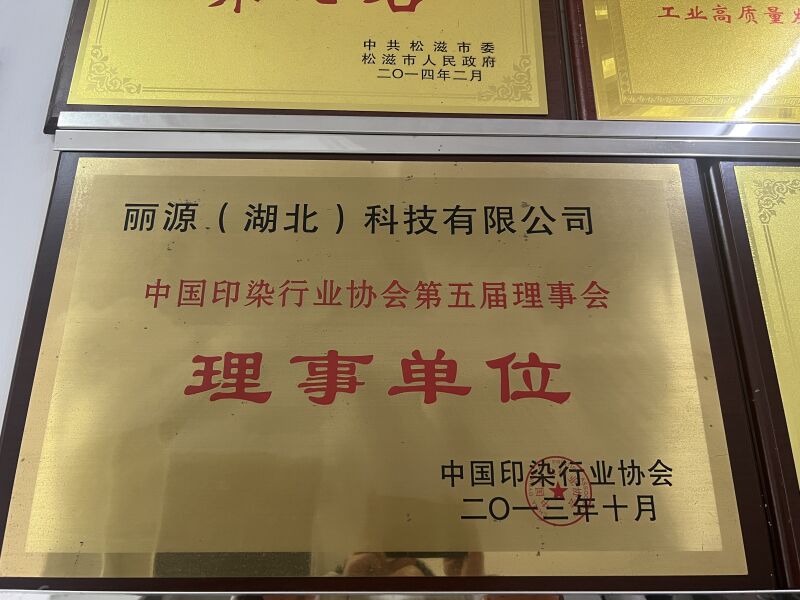 中共松滋市委
松滋市人民政府
二〇一四年二月
工业高质量
丽源（湖北）科技有限公司
中国印染行业协会第五届理事会
理事单位
中国印染行业协会
二〇一三年十月